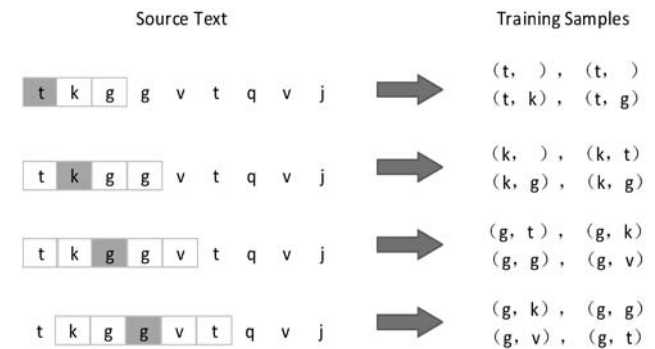 Source Text Training Samples
(t, ), (t, )
t k g g v t q v j
(t, k), (t, g)
(k, ), (k, t)
t k g g v t q v j
(k, g), (k, g)
(g, t), (g, k)
t k g g v t q v j
(g, g), (g, v)
(g, k), (g, g)
t k g g v t q v j
(g, v), (g, t)